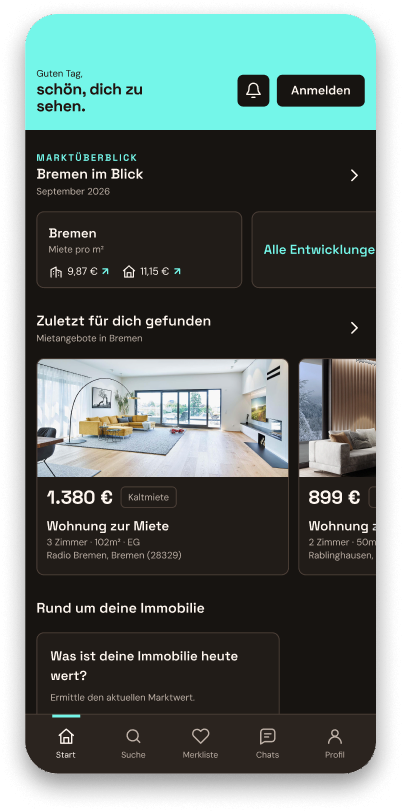 Guten Tag,
schön, dich zu
sehen.
Anmelden
MARKTÜBERBLICK
Bremen im Blick
September 2026
Bremen
Miete pro m²
9,87 € 11,15 €
Alle Entwicklunge
Zuletzt für dich gefunden
Mietangebote in Bremen
1.380 € Kaltmiete
Wohnung zur Miete
3 Zimmer · 102m² · EG
Radio Bremen, Bremen (28329)
899 €
Wohnung z
2 Zimmer · 50m
Rablinghausen,
Rund um deine Immobilie
Was ist deine Immobilie heute
wert?
Ermittle den aktuellen Marktwert.
Start Suche Merkliste Chats Profil